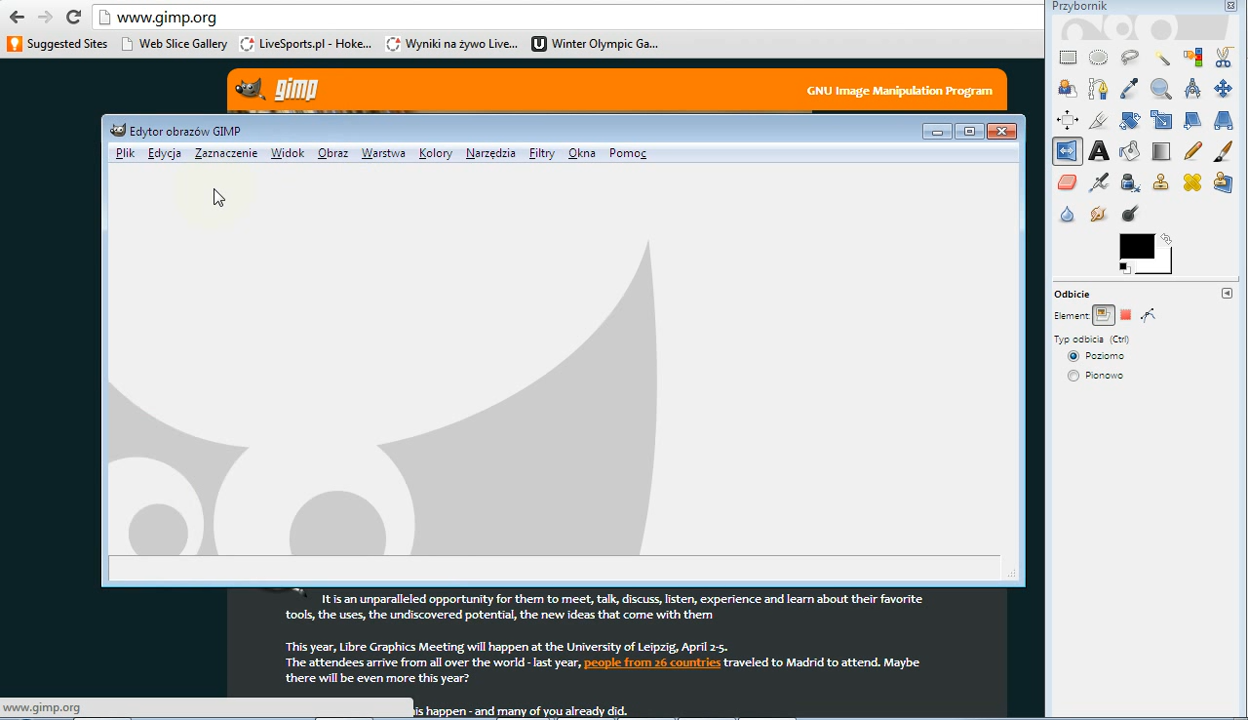 www.gimp.org
Suggested Sites Web Slice Gallery LiveSports.pl - Hoke... Wyniki na żywo Live... Winter Olympic Ga...
gimp
GNU Image Manipulation Program
Edytor obrazów GIMP
Plik Edycja Zaznaczenie Widok Obraz Warstwa Kolory Narzędzia Filtry Okna Pomoc
It is an unparalleled opportunity for them to meet, talk, discuss, listen, experience and learn about their favorite
tools, the uses, the undiscovered potential, the new ideas that come with them
This year, Libre Graphics Meeting will happen at the University of Leipzig, April 2-5.
The attendees arrive from all over the world - last year, people from 26 countries traveled to Madrid to attend. Maybe
there will be even more this year?
his happen - and many of you already did.
www.gimp.org
Przybornik
Odbicie
Element:
Typ odbicia (Ctrl)
Poziomo
Pionowo